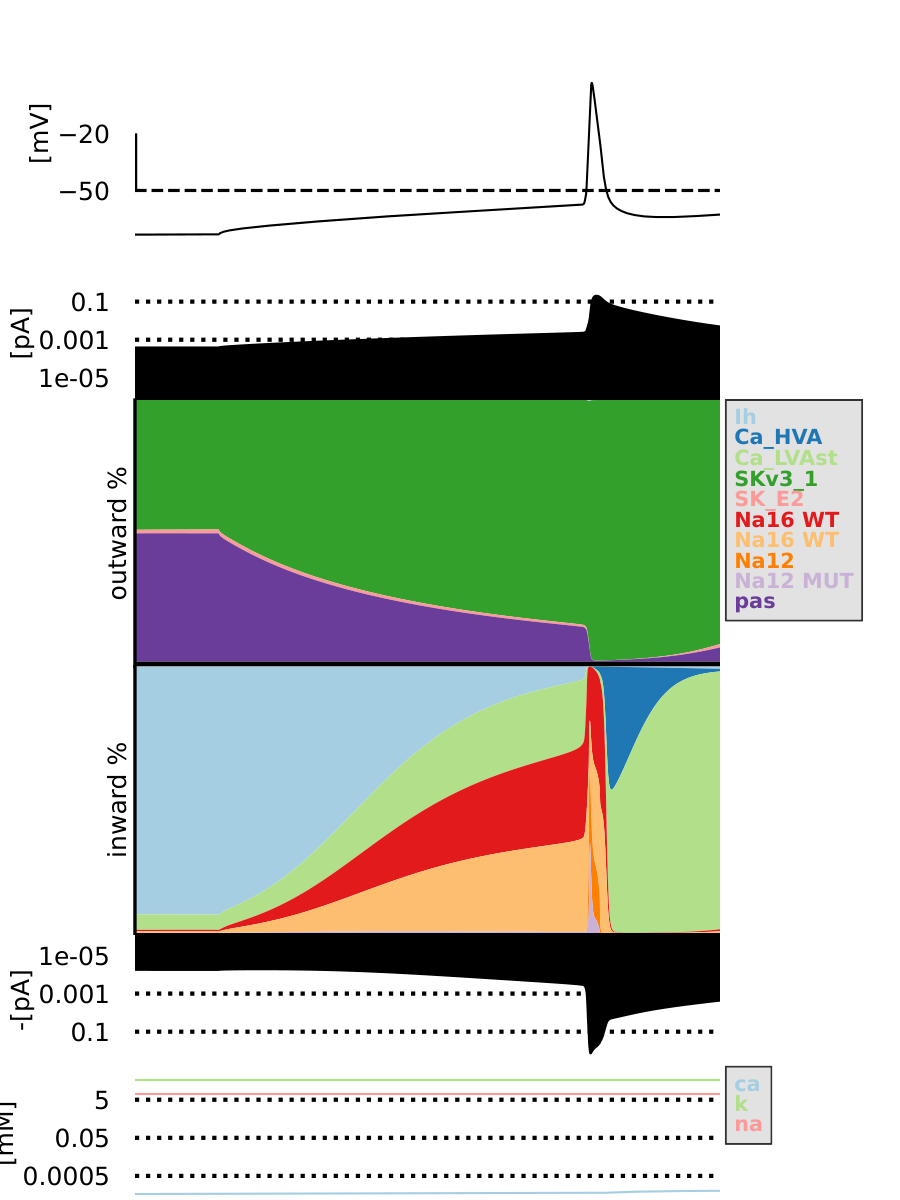 [mV]
−20
−50
[pA]
0.1
0.001
1e-05
outward %
Ih
Ca_HVA
Ca_LVAst
SKv3_1
SK_E2
Na16 WT
Na16 WT
Na12
Na12 MUT
pas
inward %
-[pA]
1e-05
0.001
0.1
[mM]
5
0.05
0.0005
ca
k
na